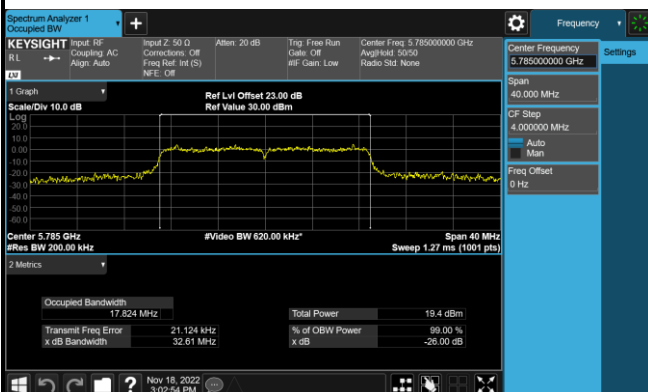 Spectrum Analyzer 1
Occupied BW
+
Frequency
KEYSIGHT
RL
Input: RF
Coupling: AC
Align: Auto
Input Z: 50 Ω
Corrections: Off
Freq Ref: Int (S)
NFE: Off
Atten: 20 dB
Trig: Free Run
Gate: Off
#IF Gain: Low
Center Freq: 5.785000000 GHz
Avg|Hold: 50/50
Radio Std: None
LXI
Center Frequency
5.785000000 GHz
Settings
Span
40.000 MHz
CF Step
4.000000 MHz
Auto
Man
Freq Offset
0 Hz
1 Graph
Scale/Div 10.0 dB
Ref Lvl Offset 23.00 dB
Ref Value 30.00 dBm
Log
20.0
10.0
0.00
-10.0
-20.0
-30.0
-40.0
-50.0
-60.0
Center 5.785 GHz
#Res BW 200.00 kHz
#Video BW 620.00 kHz*
Span 40 MHz
Sweep 1.27 ms (1001 pts)
2 Metrics
Occupied Bandwidth
17.824 MHz
Total Power 19.4 dBm
Transmit Freq Error 21.124 kHz
% of OBW Power 99.00 %
x dB Bandwidth 32.61 MHz
x dB -26.00 dB
?
Nov 18, 2022
3:02:54 PM